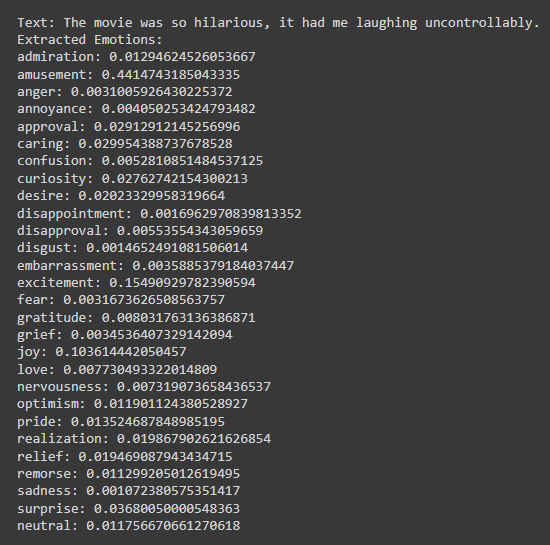 Text: The movie was so hilarious, it had me laughing uncontrollably.
Extracted Emotions:
admiration: 0.01294624526053667
amusement: 0.4414743185043335
anger: 0.0031005926430225372
annoyance: 0.004050253424793482
approval: 0.02912912145256996
caring: 0.029954388737678528
confusion: 0.0052810851484537125
curiosity: 0.02762742154300213
desire: 0.02023329958319664
disappointment: 0.0016962970839813352
disapproval: 0.00553554343059659
disgust: 0.0014652491081506014
embarrassment: 0.0035885379184037447
excitement: 0.15490929782390594
fear: 0.0031673626508563757
gratitude: 0.008031763136386871
grief: 0.0034536407329142094
joy: 0.103614442050457
love: 0.007730493322014809
nervousness: 0.007319073658436537
optimism: 0.011901124380528927
pride: 0.013524687848985195
realization: 0.019867902621626854
relief: 0.019469087943434715
remorse: 0.011299205012619495
sadness: 0.001072380575351417
surprise: 0.03680050000548363
neutral: 0.011756670661270618